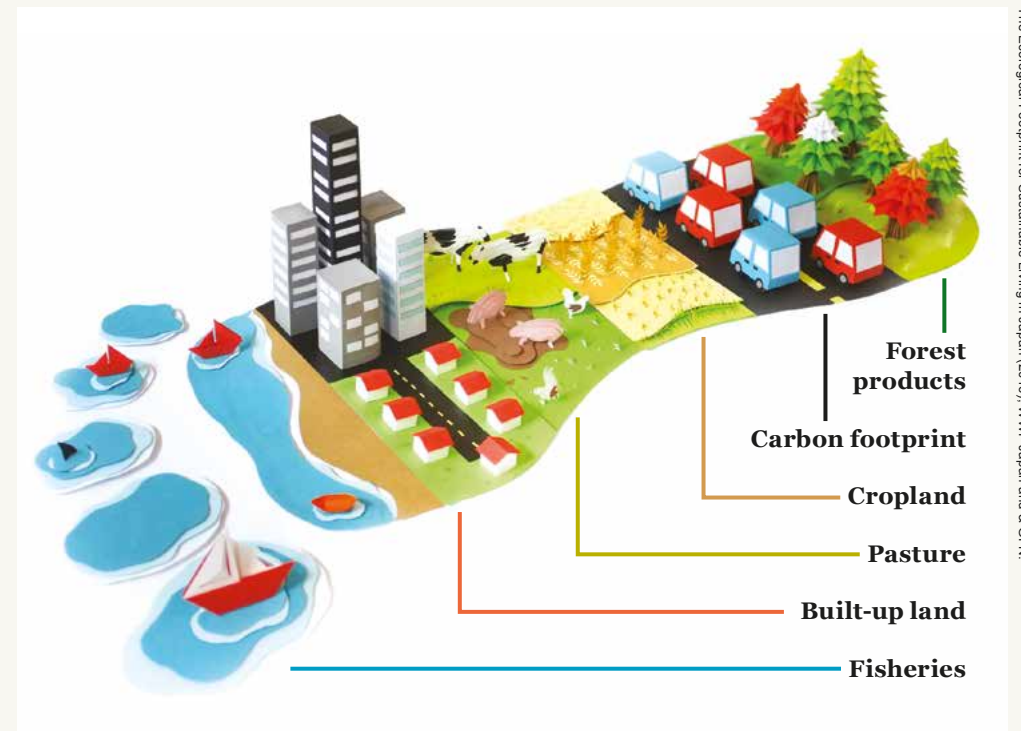 Forest
products
Carbon footprint
Cropland
Pasture
Built-up land
Fisheries